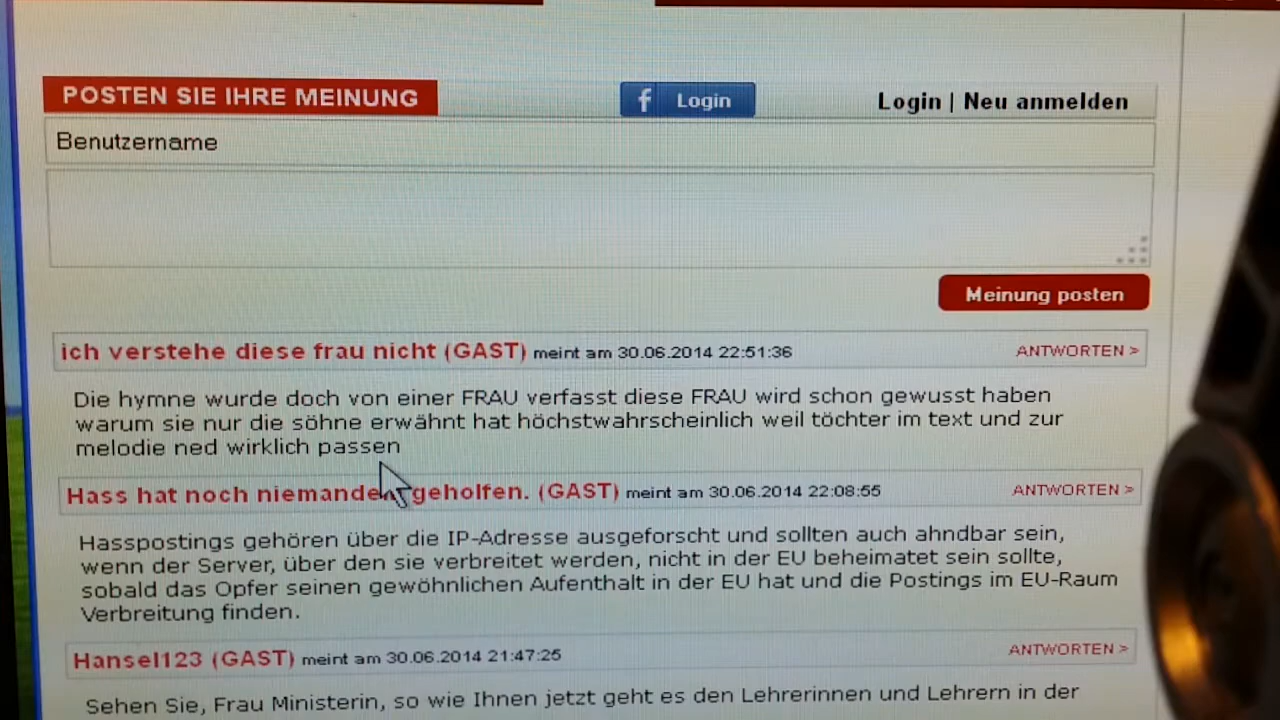 POSTEN SIE IHRE MEINUNG
f Login
Login | Neu anmelden
Benutzername
Meinung posten
ich verstehe diese frau nicht (GAST) meint am 30.06.2014 22:51:36 ANTWORTEN >
Die hymne wurde doch von einer FRAU verfasst diese FRAU wird schon gewusst haben
warum sie nur die söhne erwähnt hat höchstwahrscheinlich weil töchter im text und zur
melodie ned wirklich passen
Hass hat noch niemandem geholfen. (GAST) meint am 30.06.2014 22:08:55 ANTWORTEN >
Hasspostings gehören über die IP-Adresse ausgeforscht und sollten auch ahndbar sein,
wenn der Server, über den sie verbreitet werden, nicht in der EU beheimatet sein sollte,
sobald das Opfer seinen gewöhnlichen Aufenthalt in der EU hat und die Postings im EU-Raum
Verbreitung finden.
Hansel123 (GAST) meint am 30.06.2014 21:47:25 ANTWORTEN >
Sehen Sie, Frau Ministerin, so wie Ihnen jetzt geht es den Lehrerinnen und Lehrern in der